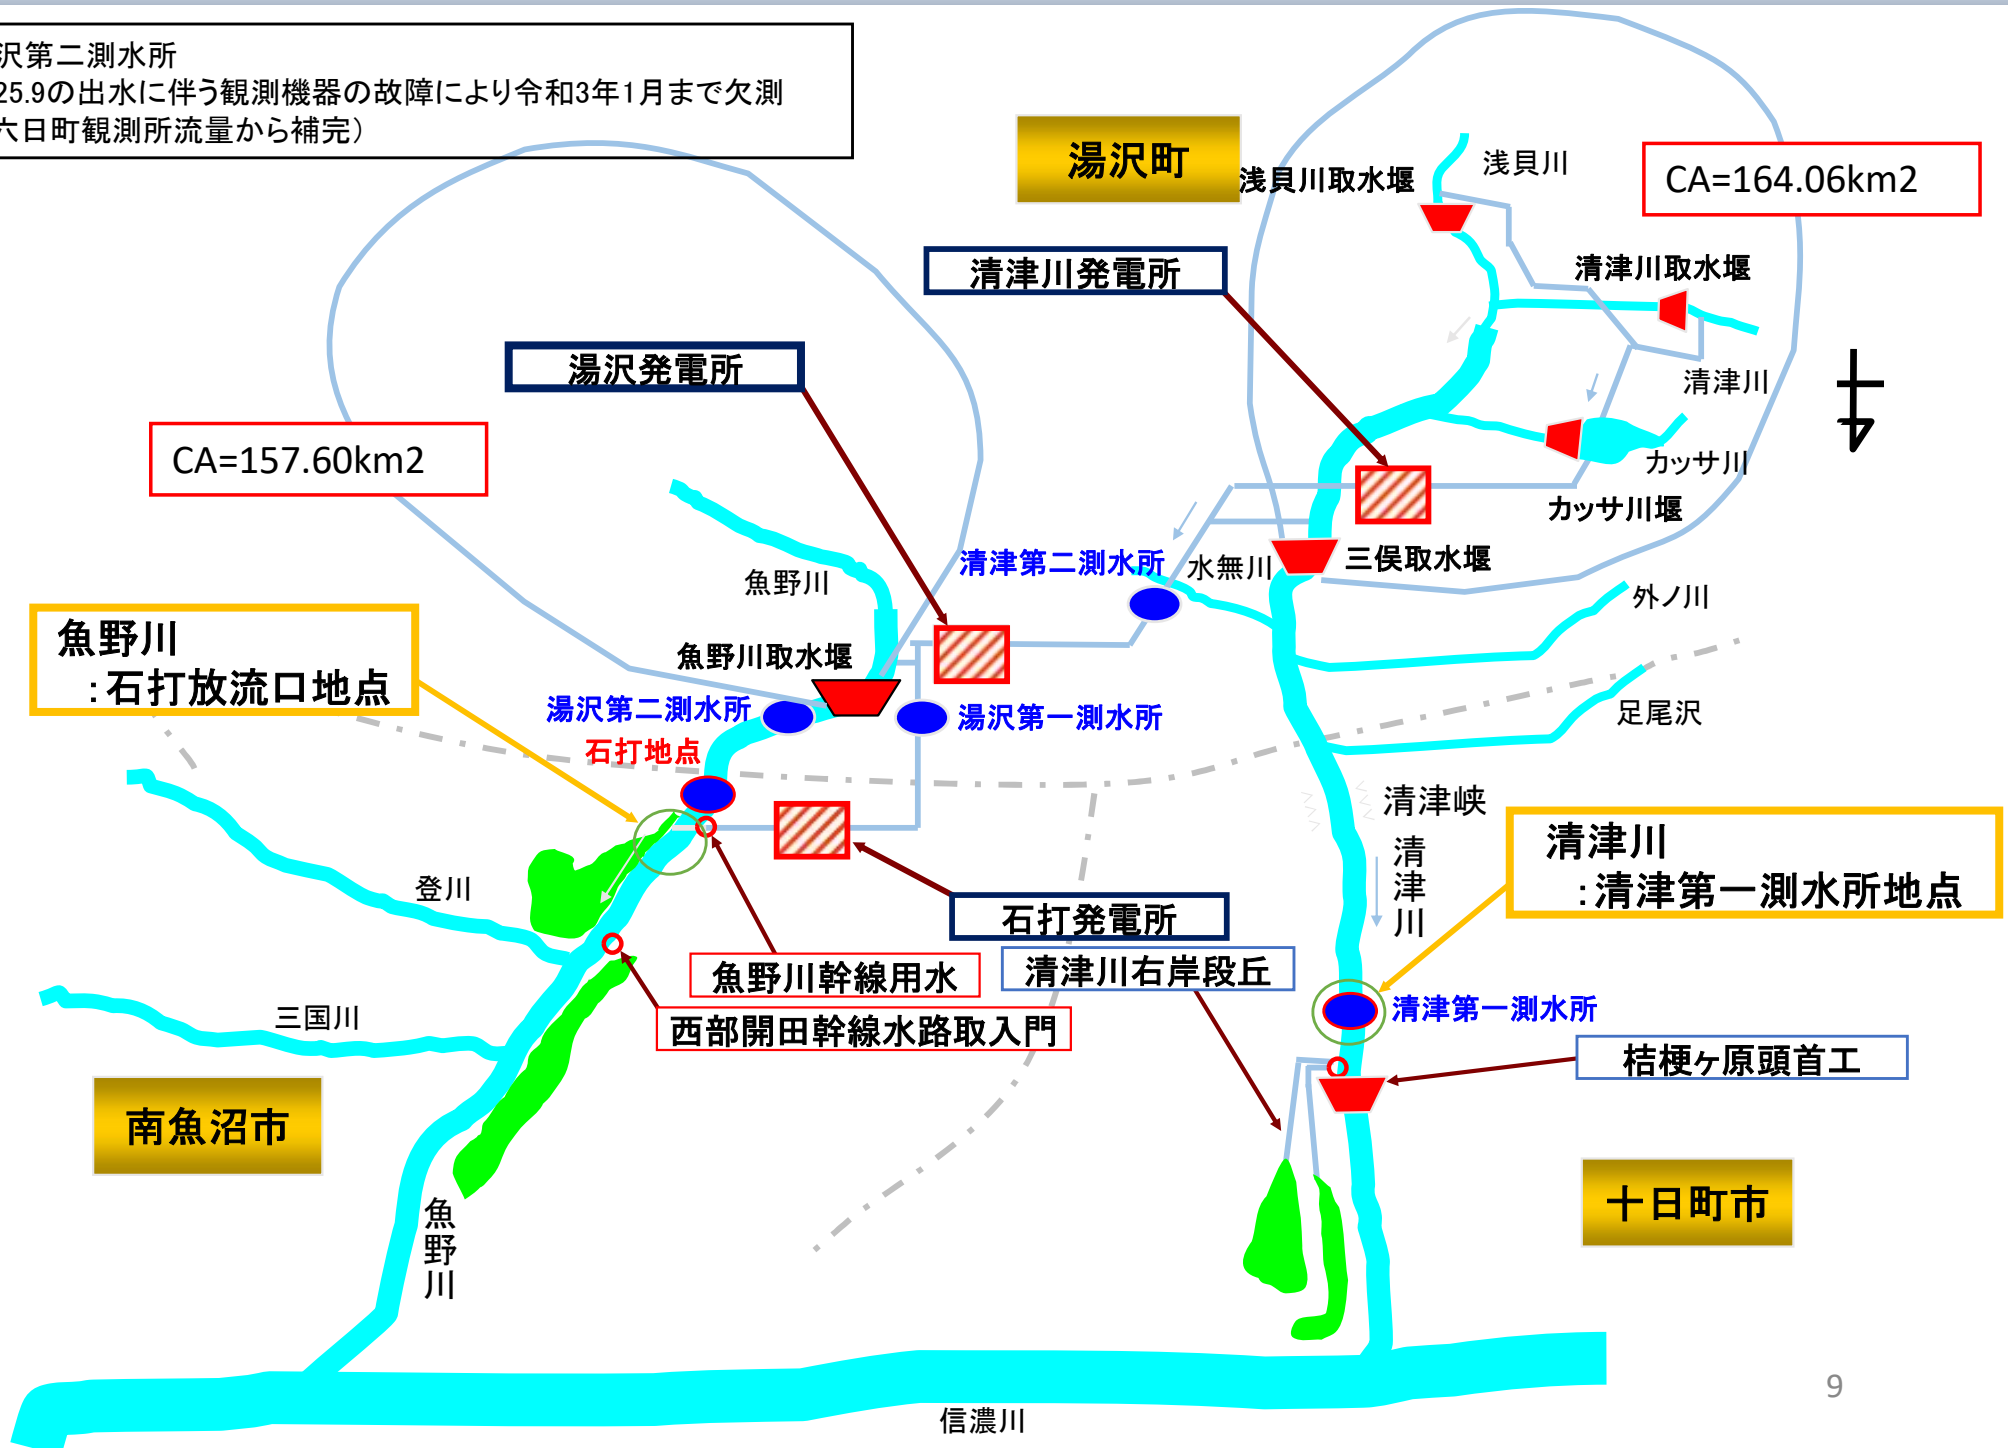 沢第二測水所
25.9の出水に伴う観測機器の故障により令和3年1月まで欠測
六日町観測所流量から補完）
湯沢町
浅貝川取水堰
浅貝川
CA=164.06km2
清津川発電所
清津川取水堰
湯沢発電所
清津川
CA=157.60km2
カッサ川
カッサ川堰
清津第二測水所
水無川
三俣取水堰
魚野川
外ノ川
魚野川
：石打放流口地点
魚野川取水堰
湯沢第二測水所
湯沢第一測水所
足尾沢
石打地点
清津峡
清津川
清津川
：清津第一測水所地点
登川
石打発電所
魚野川幹線用水
清津川右岸段丘
清津第一測水所
三国川
西部開田幹線水路取入門
桔梗ヶ原頭首工
南魚沼市
十日町市
魚野川
信濃川
9